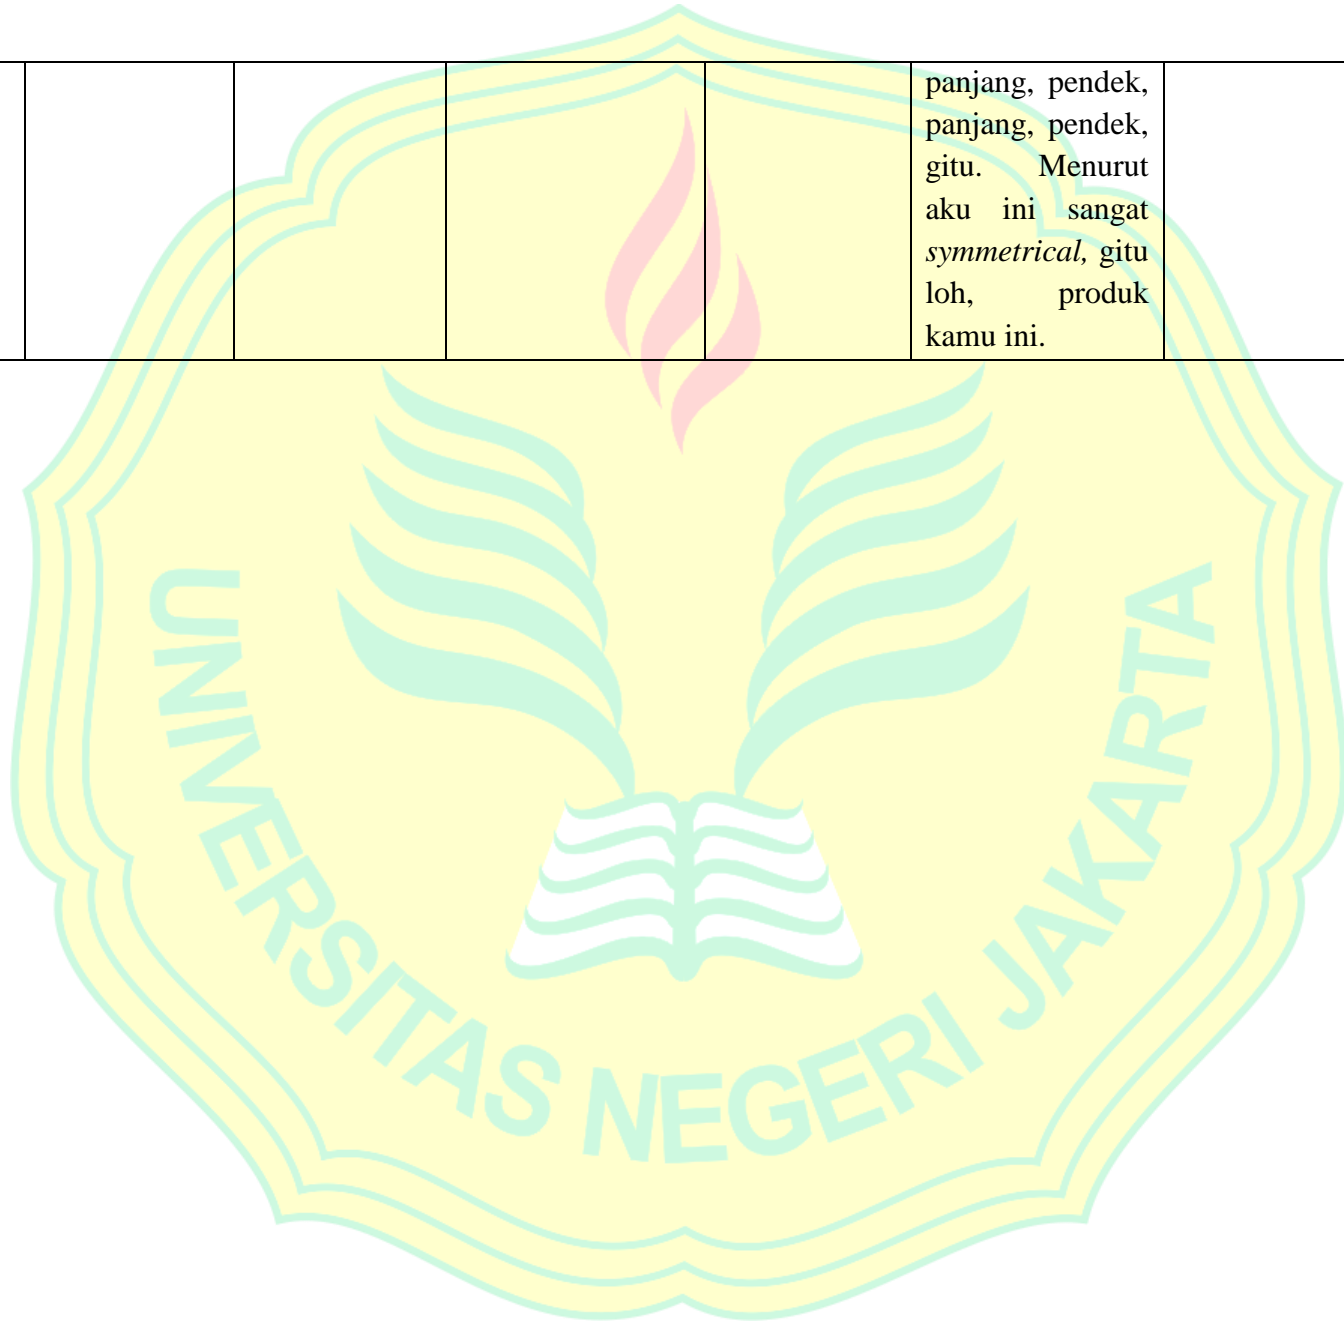 panjang, pendek,
panjang, pendek,
gitu. Menurut
aku ini sangat
symmetrical, gitu
loh, produk
kamu ini.
UNIVERSITAS NEGERI JAKARTA